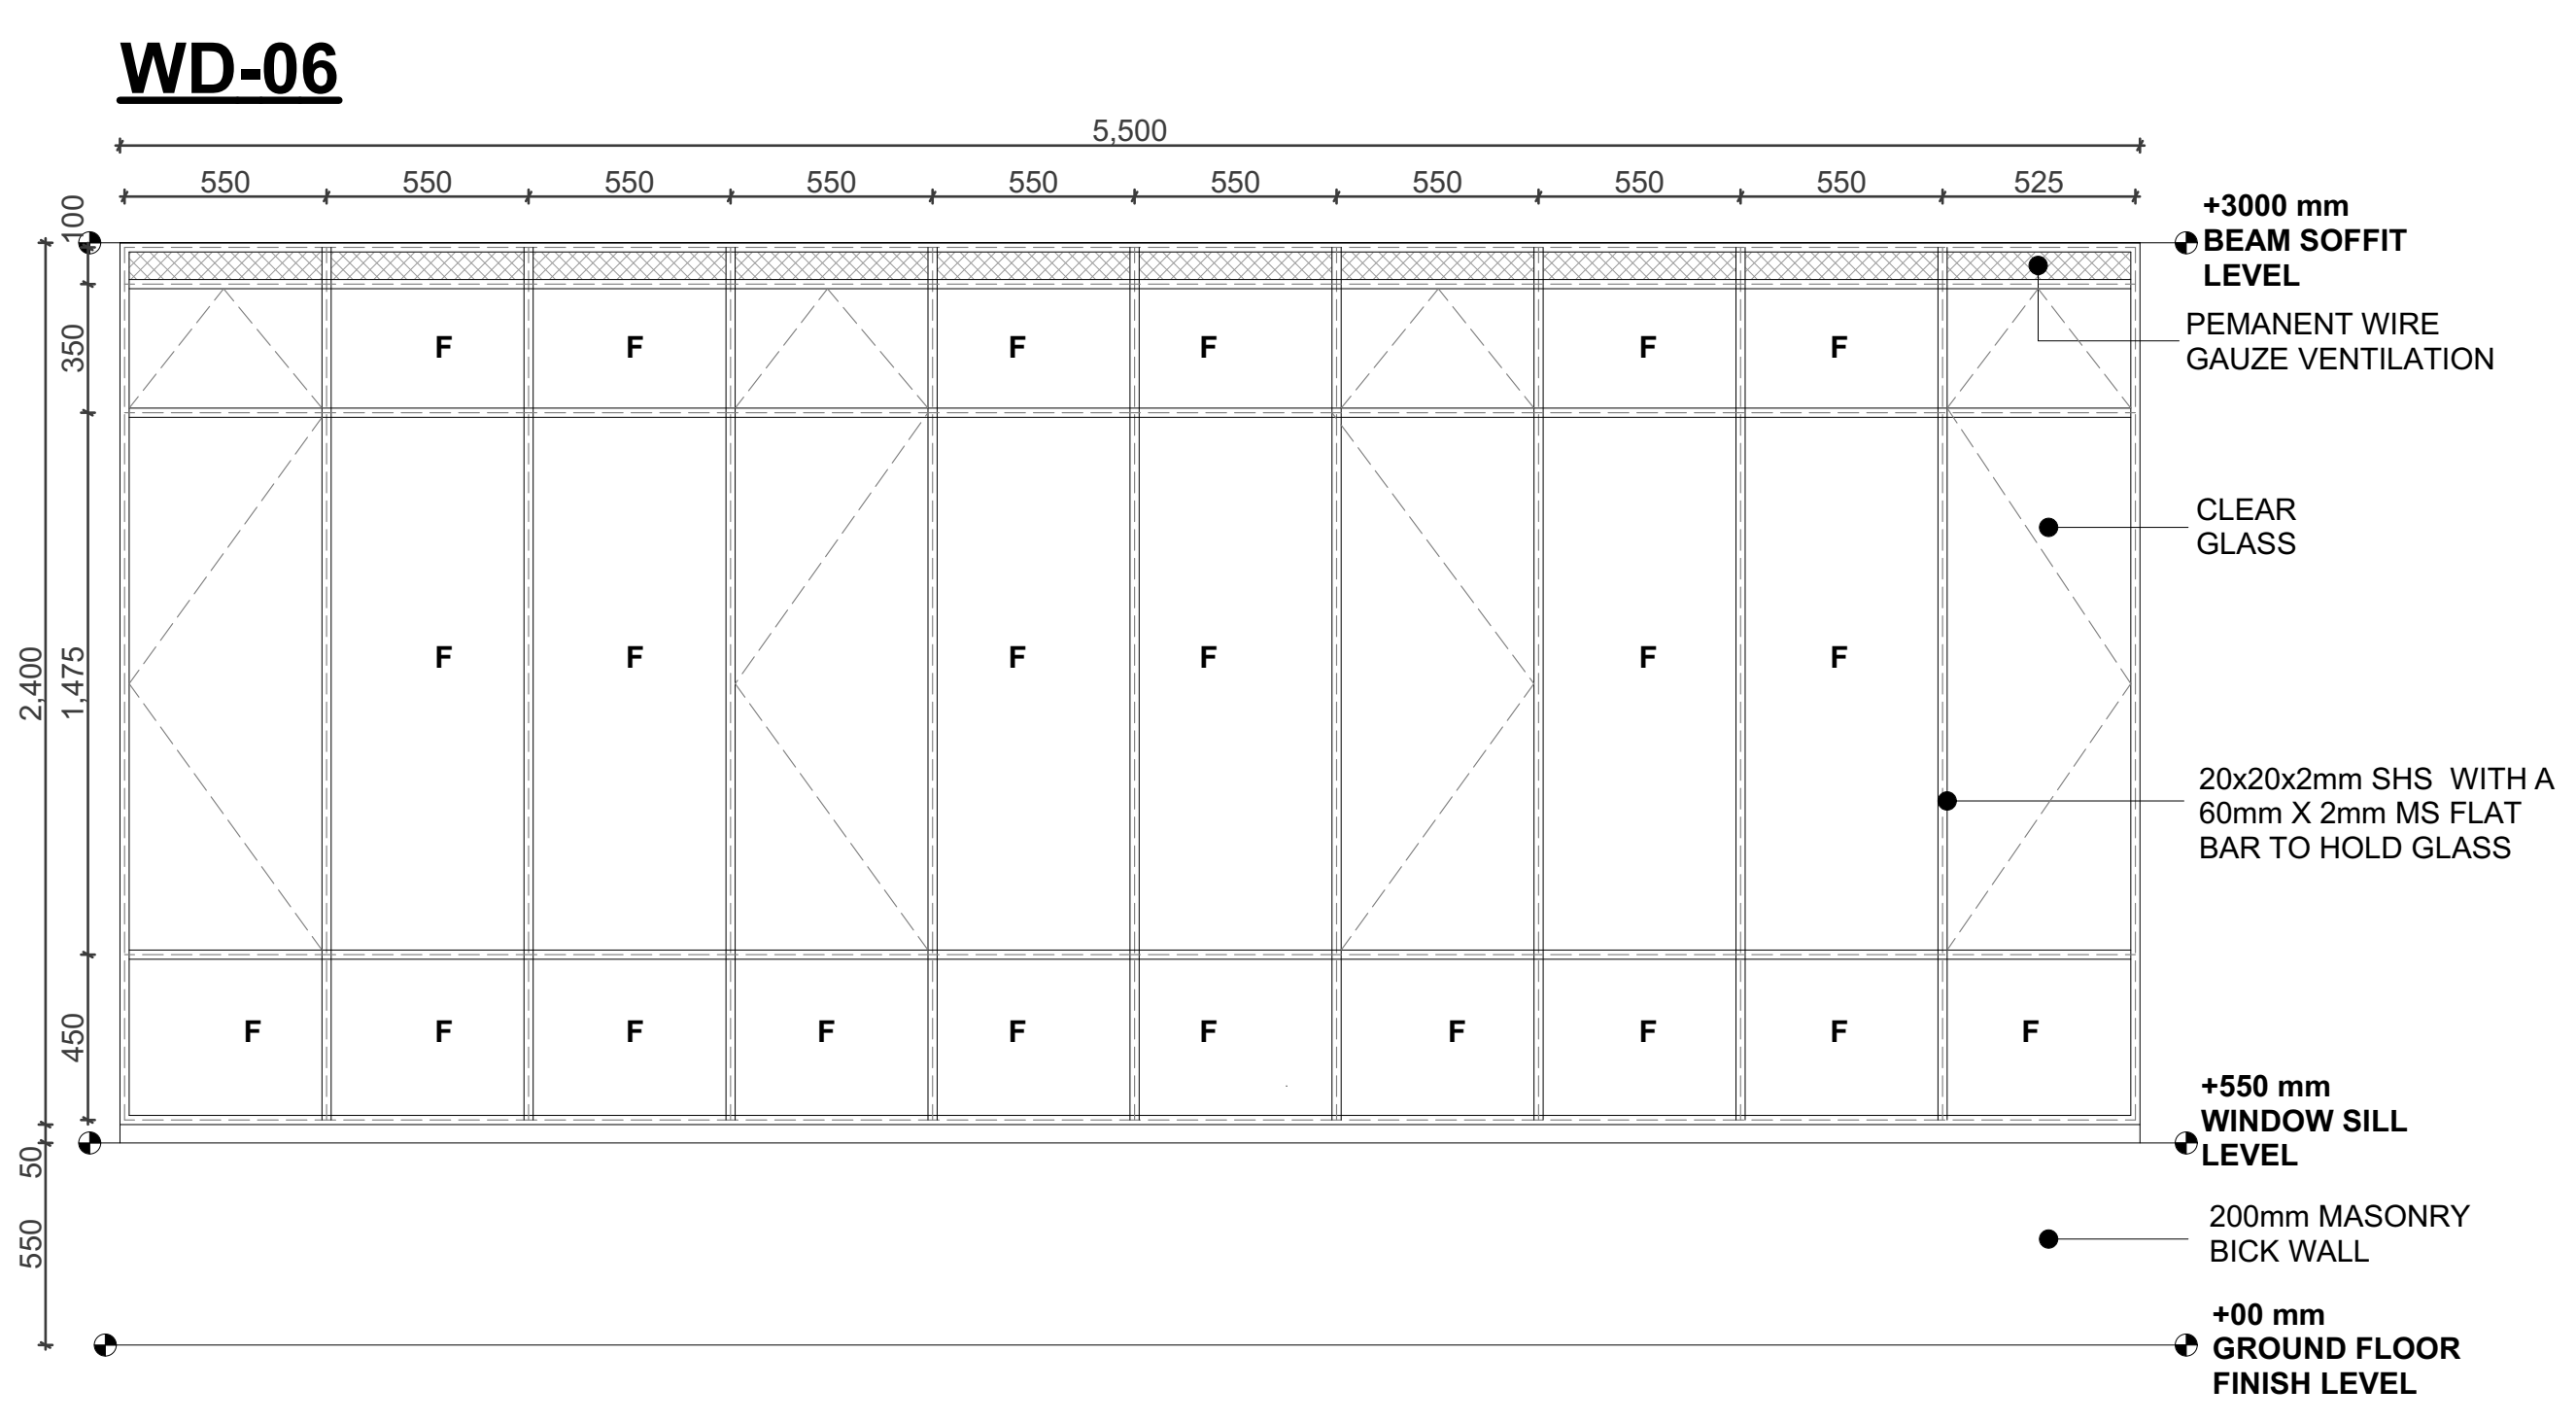 WD-06
5,500
550 550 550 550 550 550 550 550 550 525
100
350
1,475
450
2,400
50
550
F F F F F F
F F F F F F
F F F F F F F F F F
+3000 mm
BEAM SOFFIT
LEVEL
PEMANENT WIRE
GAUZE VENTILATION
CLEAR
GLASS
20x20x2mm SHS WITH A
60mm X 2mm MS FLAT
BAR TO HOLD GLASS
+550 mm
WINDOW SILL
LEVEL
200mm MASONRY
BICK WALL
+00 mm
GROUND FLOOR
FINISH LEVEL